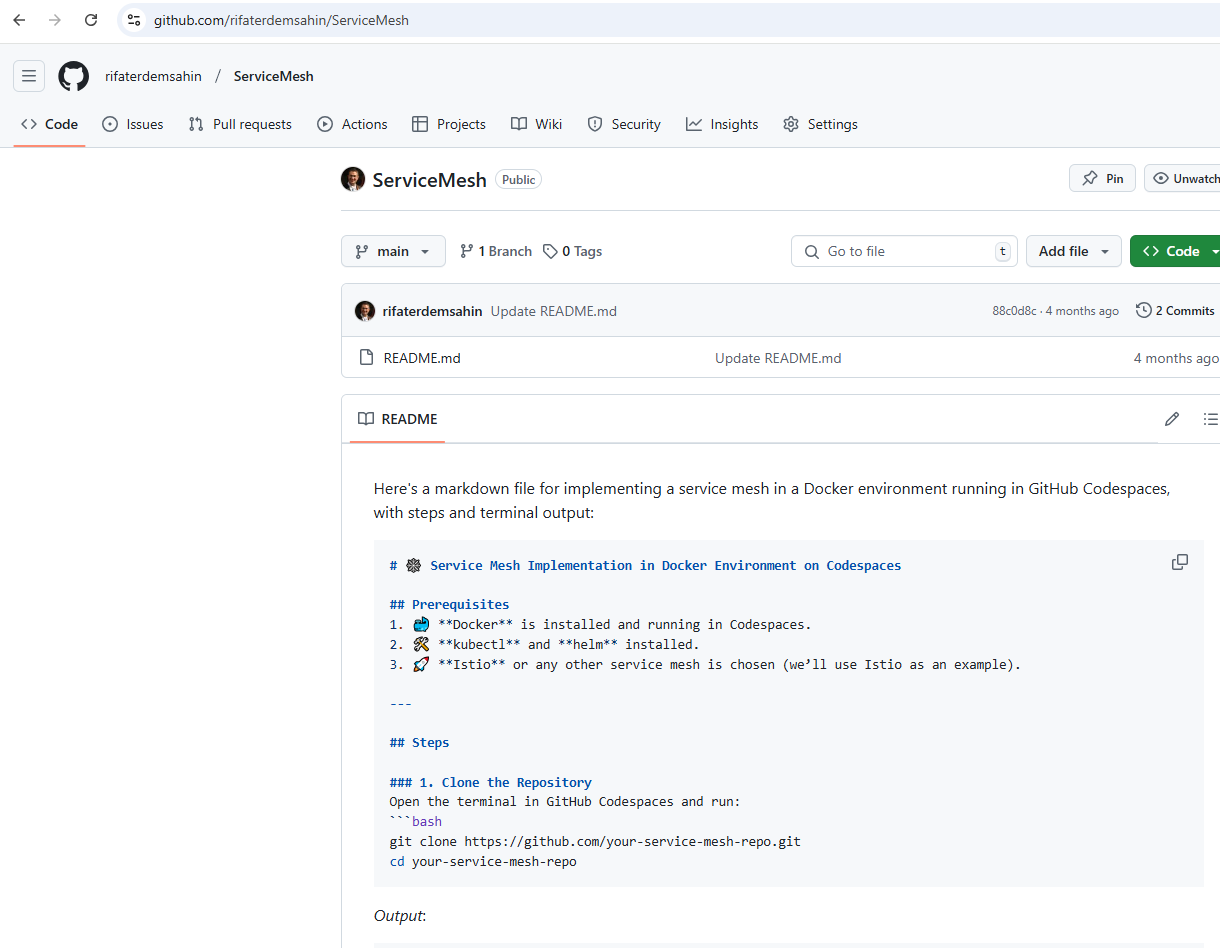 github.com/rifaterdemsahin/ServiceMesh
rifaterdemsahin / ServiceMesh
Code Issues Pull requests Actions Projects Wiki Security Insights Settings
ServiceMesh Public Pin Unwatch
main 1 Branch 0 Tags Go to file t Add file Code
rifaterdemsahin Update README.md 88c0d8c · 4 months ago 2 Commits
README.md Update README.md 4 months ago
README
Here's a markdown file for implementing a service mesh in a Docker environment running in GitHub Codespaces,
with steps and terminal output:
# 🕸️ Service Mesh Implementation in Docker Environment on Codespaces
## Prerequisites
1. 🐳 **Docker** is installed and running in Codespaces.
2. 🛠️ **kubectl** and **helm** installed.
3. 🚀 **Istio** or any other service mesh is chosen (we’ll use Istio as an example).
---
## Steps
### 1. Clone the Repository
Open the terminal in GitHub Codespaces and run:
```bash
git clone https://github.com/your-service-mesh-repo.git
cd your-service-mesh-repo
Output: